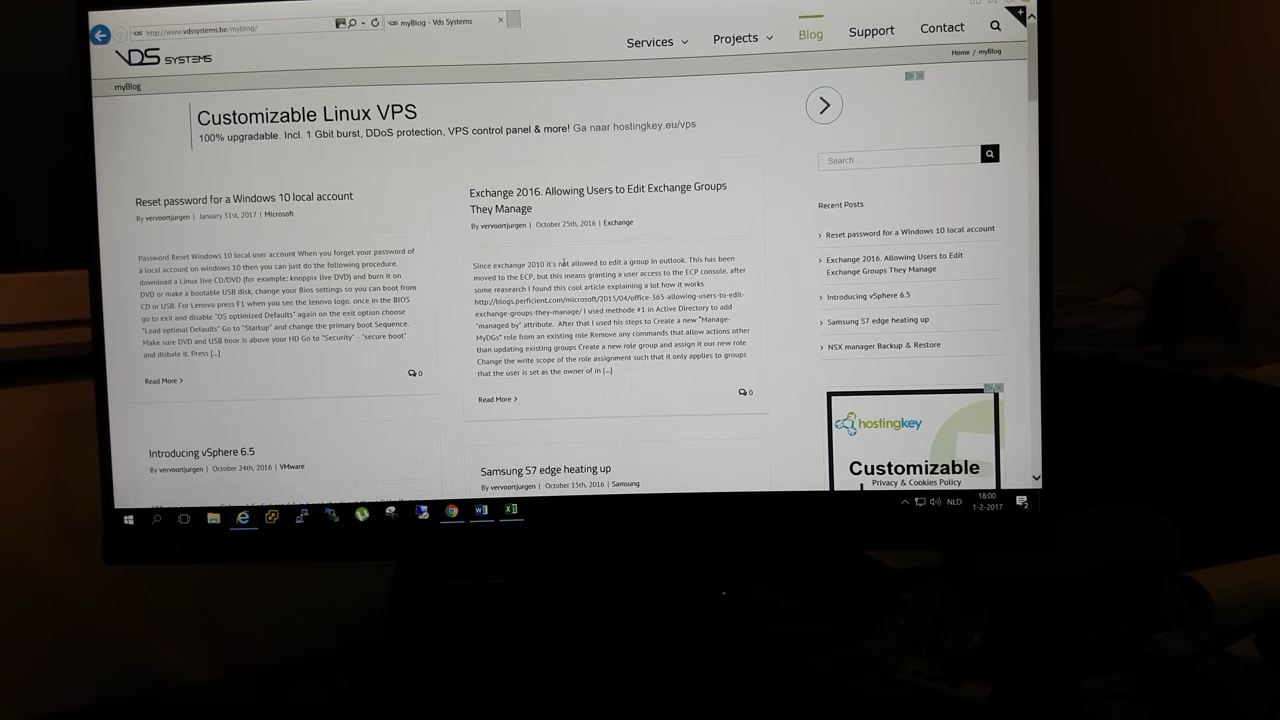 http://www.vdssystems.be/myblog/
myBlog - Vds Systems
VDS SYSTEMS
Services
Projects
Blog
Support
Contact
myBlog
Home / myBlog
Customizable Linux VPS
100% upgradable. Incl. 1 Gbit burst, DDoS protection, VPS control panel & more! Ga naar hostingkey.eu/vps
Reset password for a Windows 10 local account
By vervoortjurgen | January 31st, 2017 | Microsoft
Password Reset Windows 10 local user account When you forget your password of
a local account on windows 10 then you can just do the following procedure.
download a Linux live CD/DVD (for example: knoppix live DVD) and burn it on
DVD or make a bootable USB disk. change your Bios settings so you can boot from
CD or USB. For Lenovo press F1 when you see the lenovo logo. once in the BIOS
go to exit and disable "OS optimized Defaults" again on the exit option choose
"Load optimal Defaults" Go to "Startup" and change the primary boot Sequence.
Make sure DVD and USB boor is above your HD Go to "Security" - "secure boot"
and disbale it. Press [...]
Read More >
0
Exchange 2016. Allowing Users to Edit Exchange Groups
They Manage
By vervoortjurgen | October 25th, 2016 | Exchange
Since exchange 2010 it's not allowed to edit a group in outlook. This has been
moved to the ECP, but this means granting a user access to the ECP console. after
some reasearch I found this cool article explaining a lot how it works
http://blogs.perficient.com/microsoft/2015/04/office-365-allowing-users-to-edit-
exchange-groups-they-manage/ I used methode #1 in Active Directory to add
"managed by" attribute. After that I used his steps to Create a new "Manage-
MyDGs" role from an existing role Remove any commands that allow actions other
than updating existing groups Create a new role group and assign it our new role
Change the write scope of the role assignment such that it only applies to groups
that the user is set as the owner of in [...]
Read More >
0
Introducing vSphere 6.5
By vervoortjurgen | October 24th, 2016 | VMware
Samsung S7 edge heating up
By vervoortjurgen | October 15th, 2016 | Samsung
Search
Recent Posts
> Reset password for a Windows 10 local account
> Exchange 2016. Allowing Users to Edit
Exchange Groups They Manage
> Introducing vSphere 6.5
> Samsung S7 edge heating up
> NSX manager Backup & Restore
hostingkey
Customizable
Privacy & Cookies Policy
NLD
18:00
1-2-2017